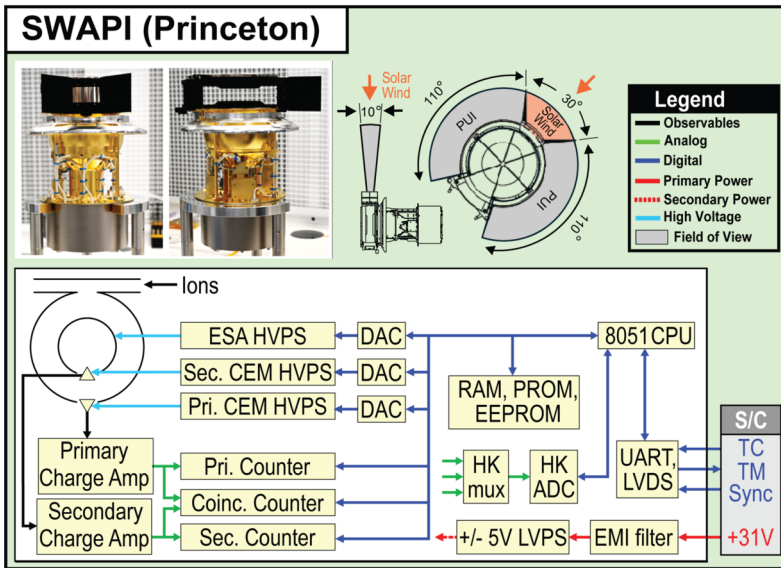 SWAPI (Princeton)
Solar
Wind
10°
110°
30°
PUI
Solar
Wind
PUI
110°
Legend
Observables
Analog
Digital
Primary Power
Secondary Power
High Voltage
Field of View
Ions
ESA HVPS
DAC
8051 CPU
Sec. CEM HVPS
DAC
RAM, PROM,
EEPROM
Pri. CEM HVPS
DAC
S/C
Primary
Charge Amp
Pri. Counter
HK
mux
HK
ADC
UART,
LVDS
TC
TM
Sync
Coinc. Counter
Secondary
Charge Amp
Sec. Counter
+/- 5V LVPS
EMI filter
+31V